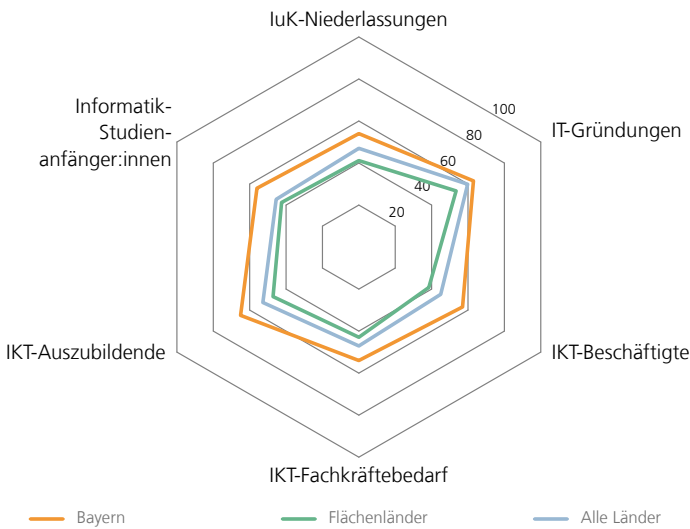 IuK-Niederlassungen
Informatik-
Studien-
anfänger:innen
100
IT-Gründungen
80
60
40
20
IKT-Auszubildende
IKT-Beschäftigte
IKT-Fachkräftebedarf
Bayern
Flächenländer
Alle Länder